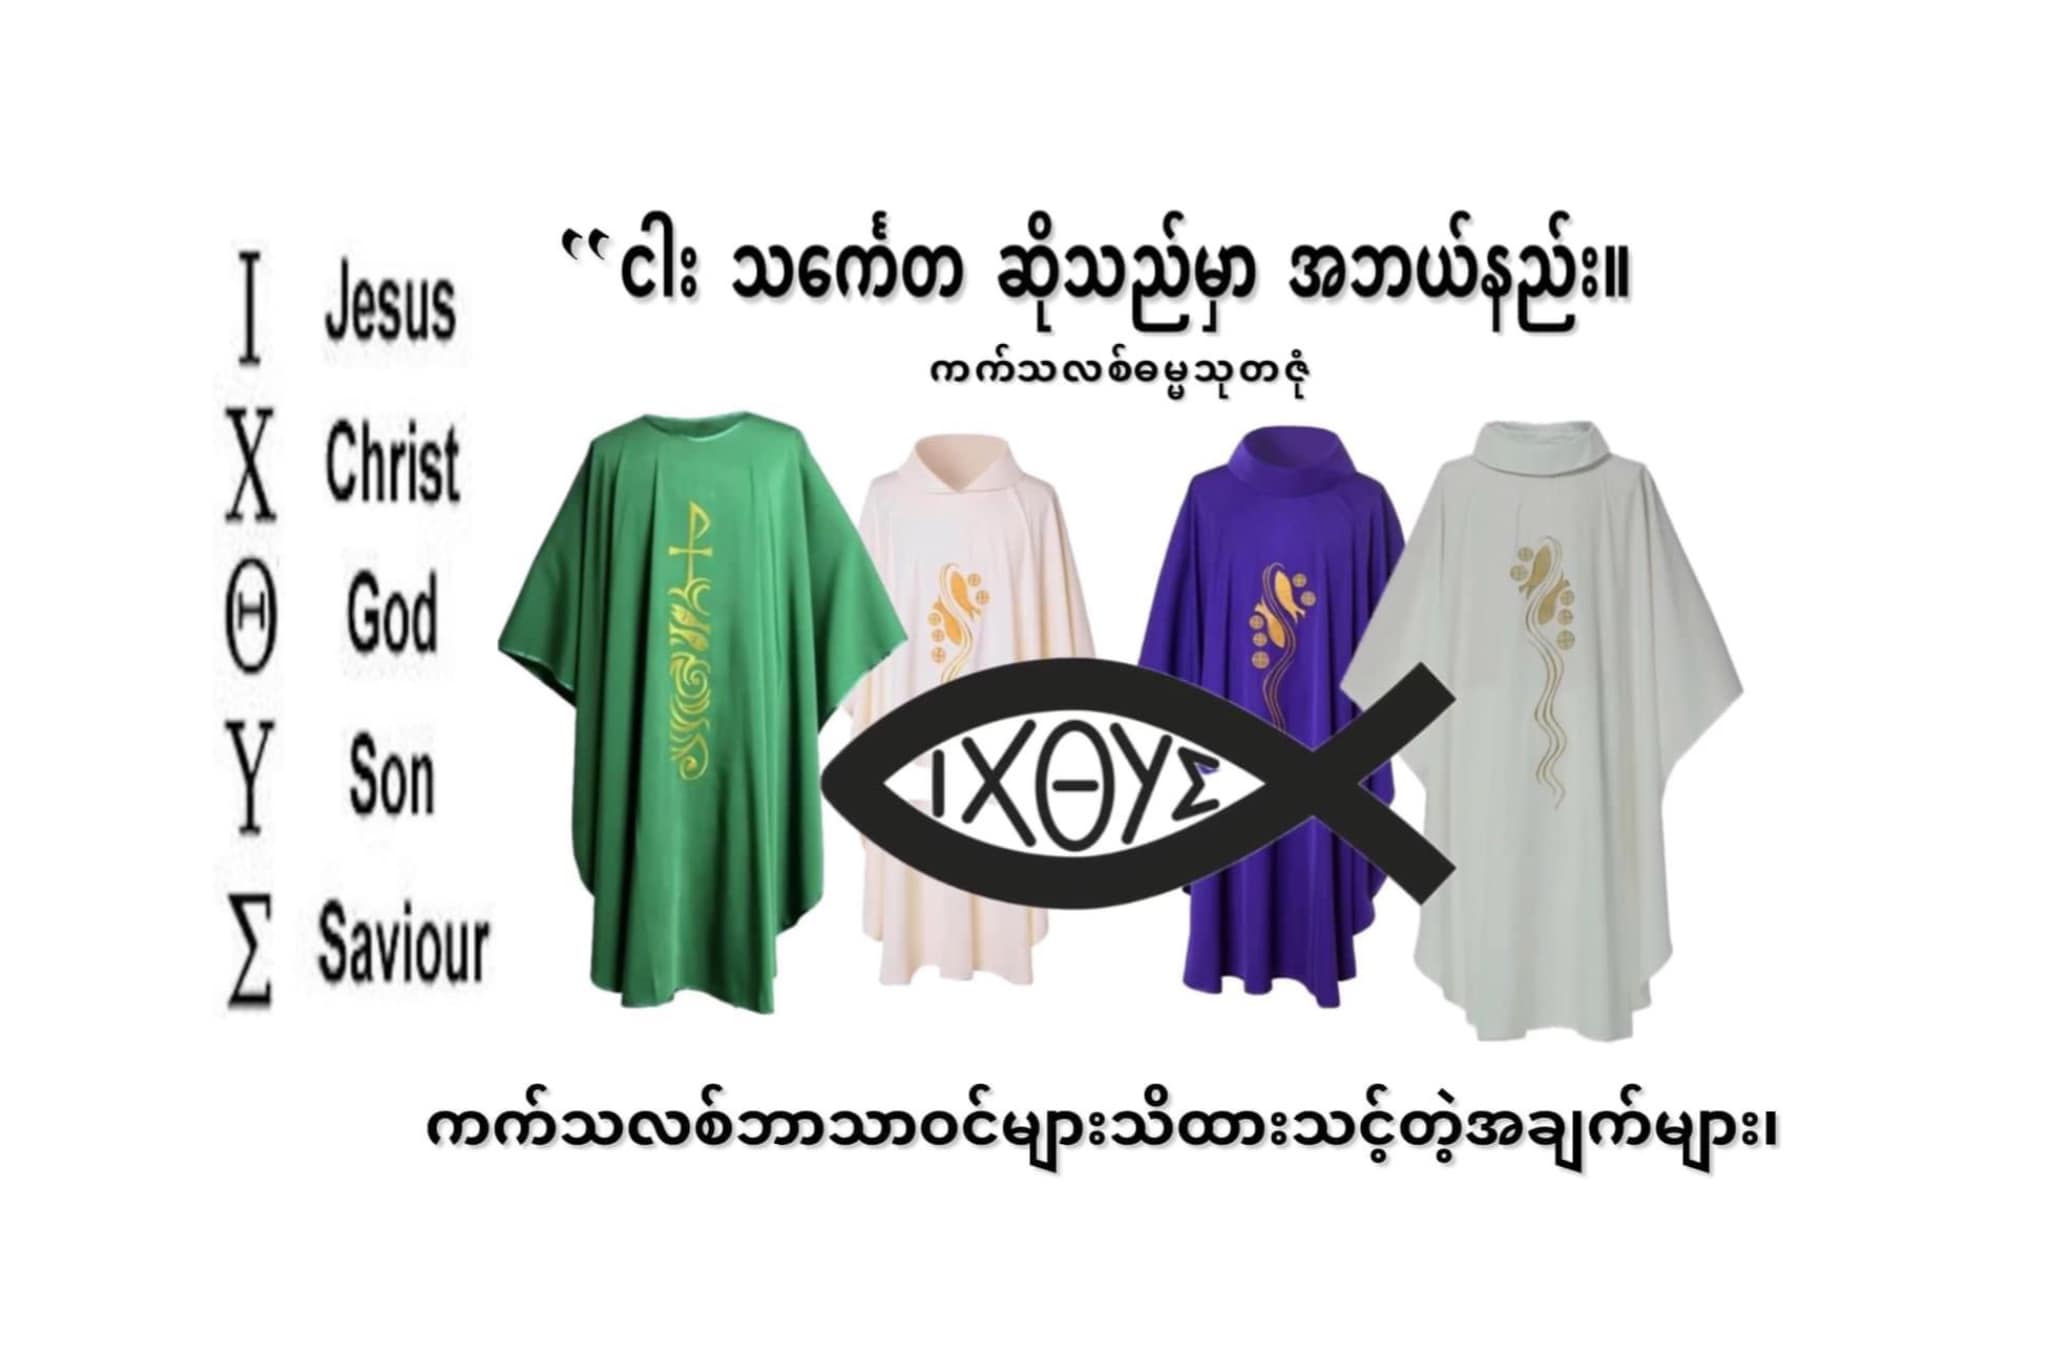 “ငါး သင်္ကေတ ဆိုသည်မှာ အဘယ်နည်း။
ကက်သလစ်ဓမ္မသုတဇုံ
I Jesus
X Christ
Θ God
Y Son
Σ Saviour
ΙΧΘΥΣ
ကက်သလစ်ဘာသာဝင်များသိထားသင့်တဲ့အချက်များ၊